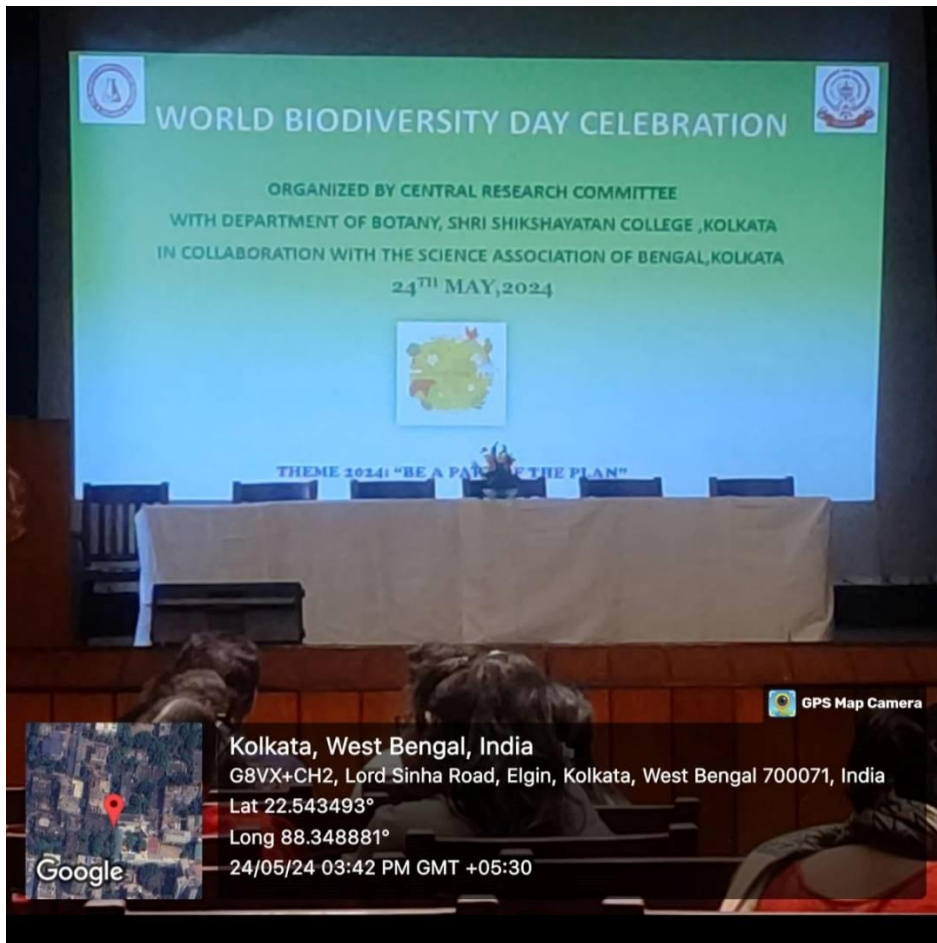 WORLD BIODIVERSITY DAY CELEBRATION
ORGANIZED BY CENTRAL RESEARCH COMMITTEE
WITH DEPARTMENT OF BOTANY, SHRI SHIKSHAYATAN COLLEGE ,KOLKATA
IN COLLABORATION WITH THE SCIENCE ASSOCIATION OF BENGAL,KOLKATA
24TH MAY,2024
THEME 2024: “BE A PART THE PLAN”
GPS Map Camera
Kolkata, West Bengal, India
G8VX+CH2, Lord Sinha Road, Elgin, Kolkata, West Bengal 700071, India
Lat 22.543493°
Long 88.348881°
24/05/24 03:42 PM GMT +05:30
Google